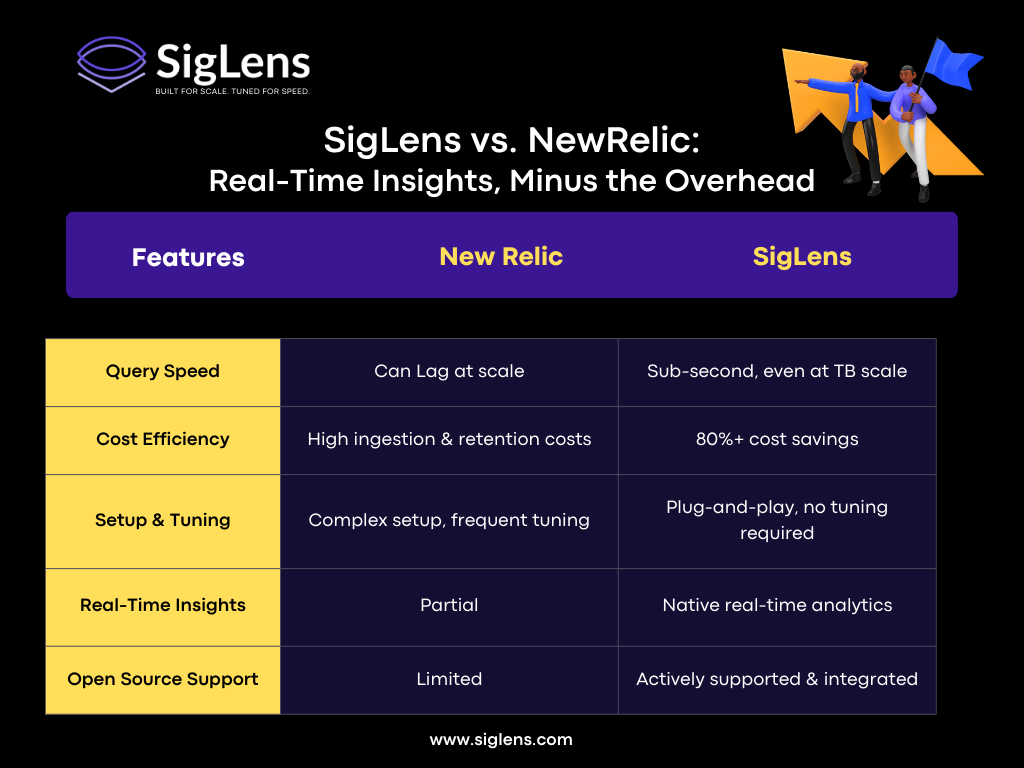 SigLens
BUILT FOR SCALE. TUNED FOR SPEED.
SigLens vs. NewRelic:
Real-Time Insights, Minus the Overhead
Features New Relic SigLens
Query Speed Can Lag at scale Sub-second, even at TB scale
Cost Efficiency High ingestion & retention costs 80%+ cost savings
Setup & Tuning Complex setup, frequent tuning Plug-and-play, no tuning
required
Real-Time Insights Partial Native real-time analytics
Open Source Support Limited Actively supported & integrated
www.siglens.com